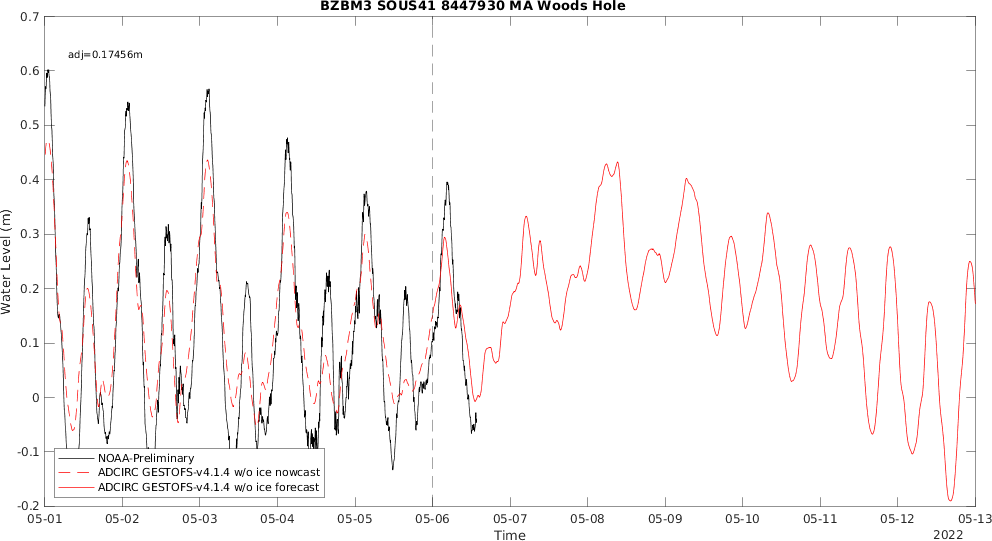 BZBM3 SOUS41 8447930 MA Woods Hole
adj=0.17456m
Water Level (m)
0.7
0.6
0.5
0.4
0.3
0.2
0.1
0
-0.1
-0.2
NOAA-Preliminary
ADCIRC GESTOFS-v4.1.4 w/o ice nowcast
ADCIRC GESTOFS-v4.1.4 w/o ice forecast
05-01 05-02 05-03 05-04 05-05 05-06 05-07 05-08 05-09 05-10 05-11 05-12 05-13
Time
2022